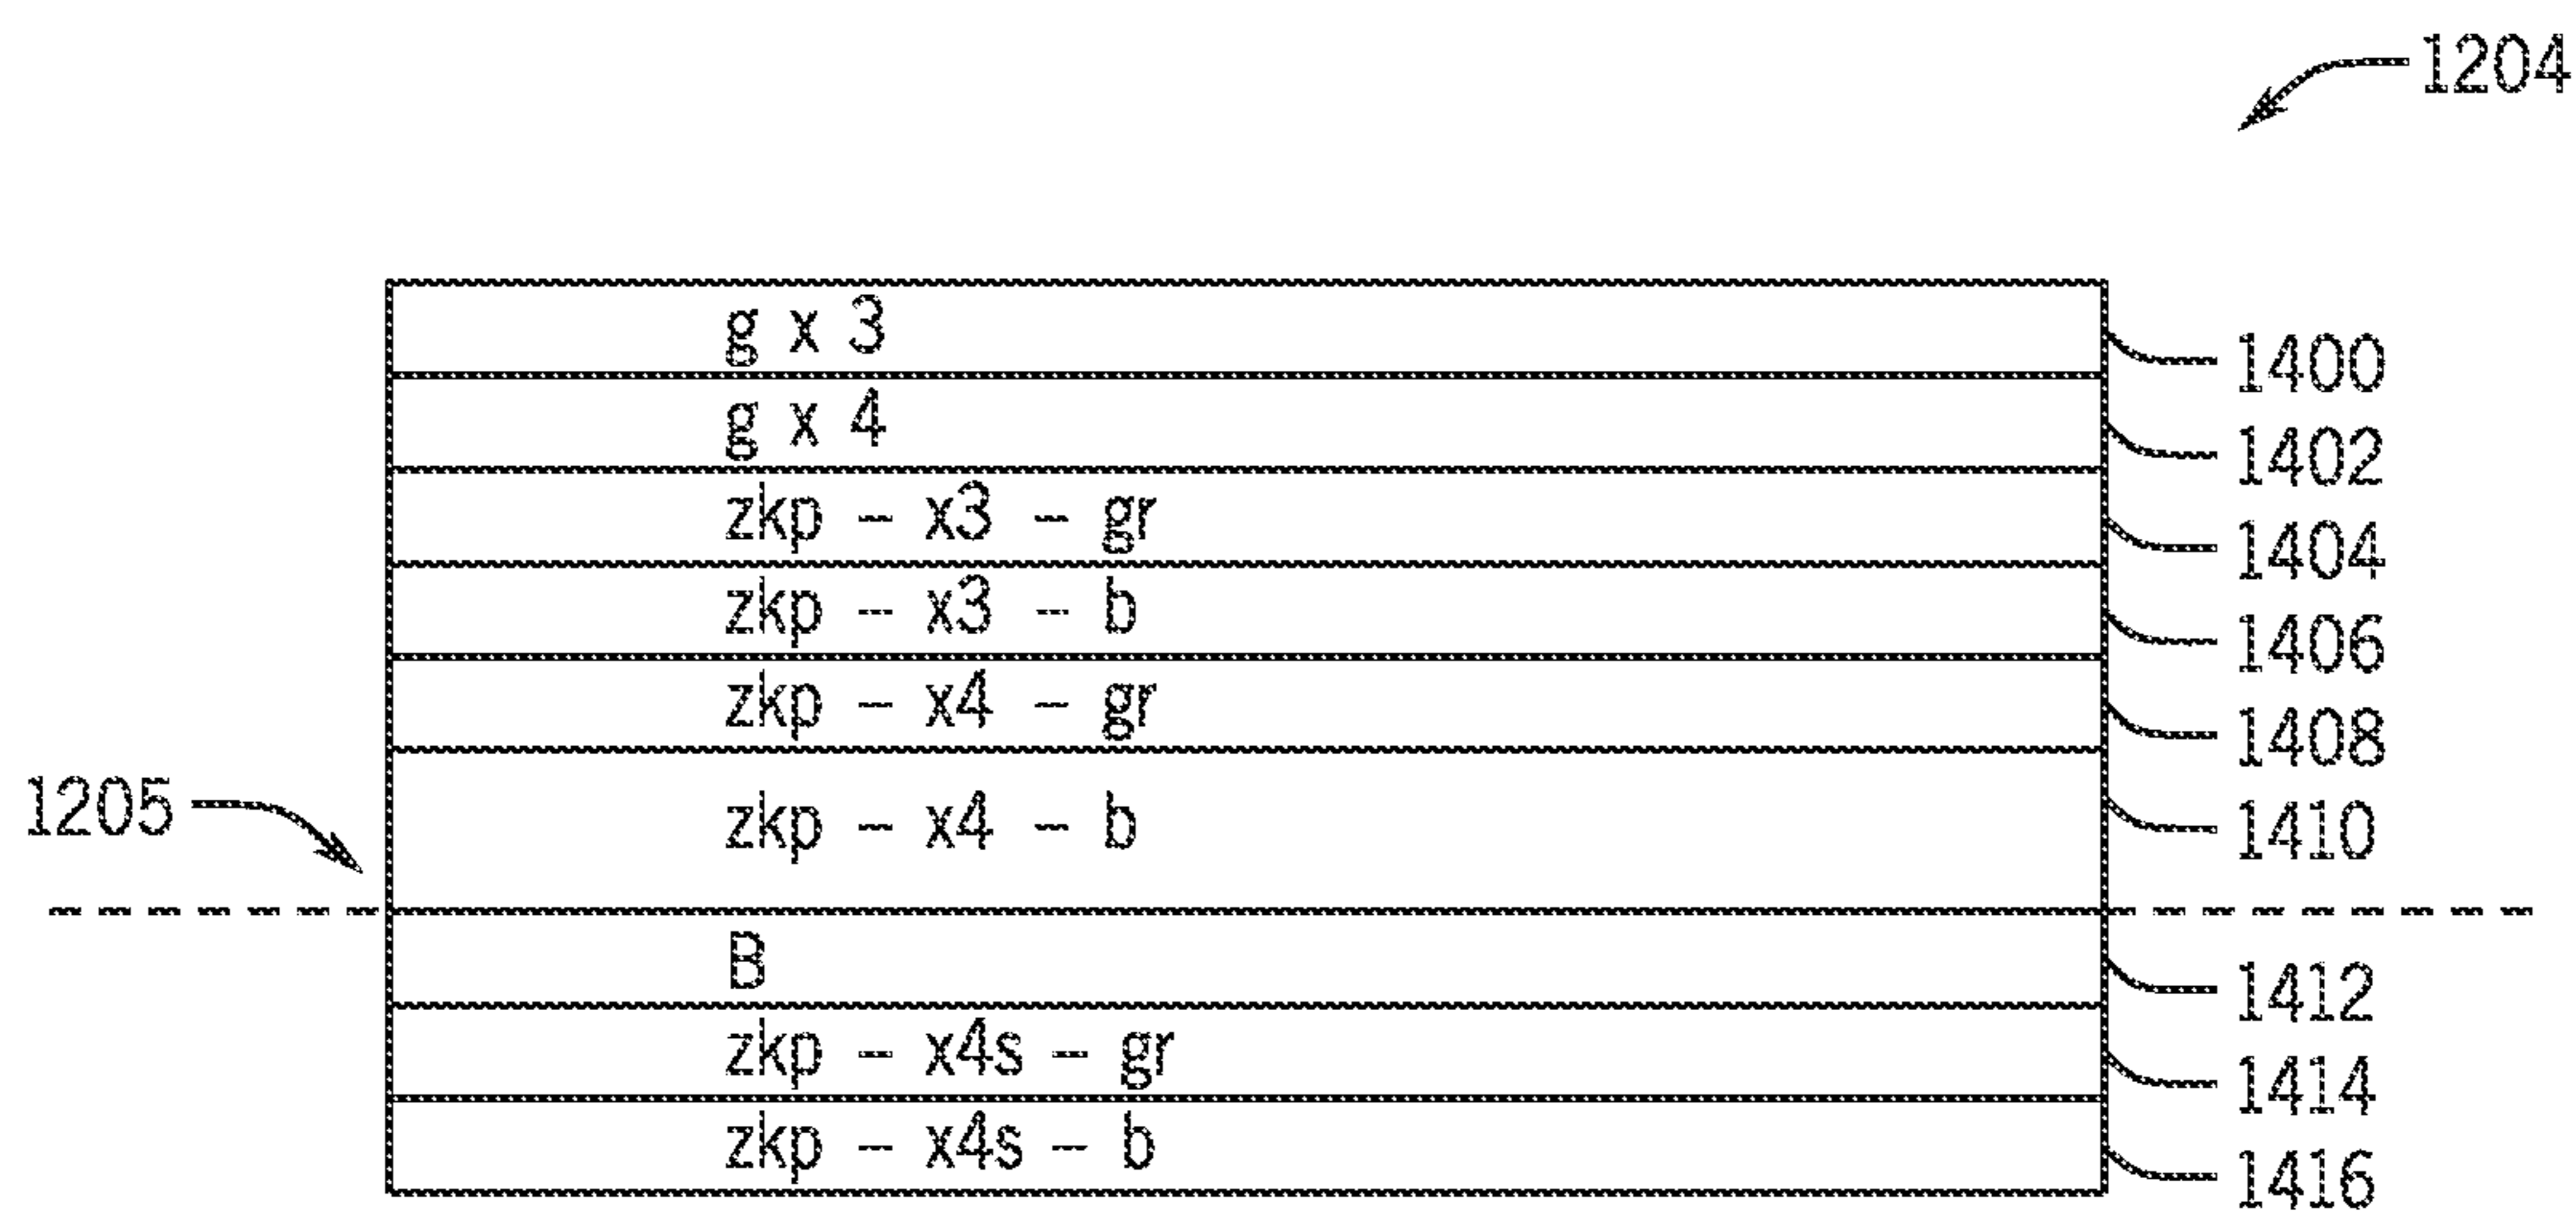 1204
g x 3
1400
g x 4
1402
zkp - x3 - gr
1404
zkp - x3 - b
1406
zkp - x4 - gr
1408
1205
zkp - x4 - b
1410
B
1412
zkp - x4s - gr
1414
zkp - x4s - b
1416